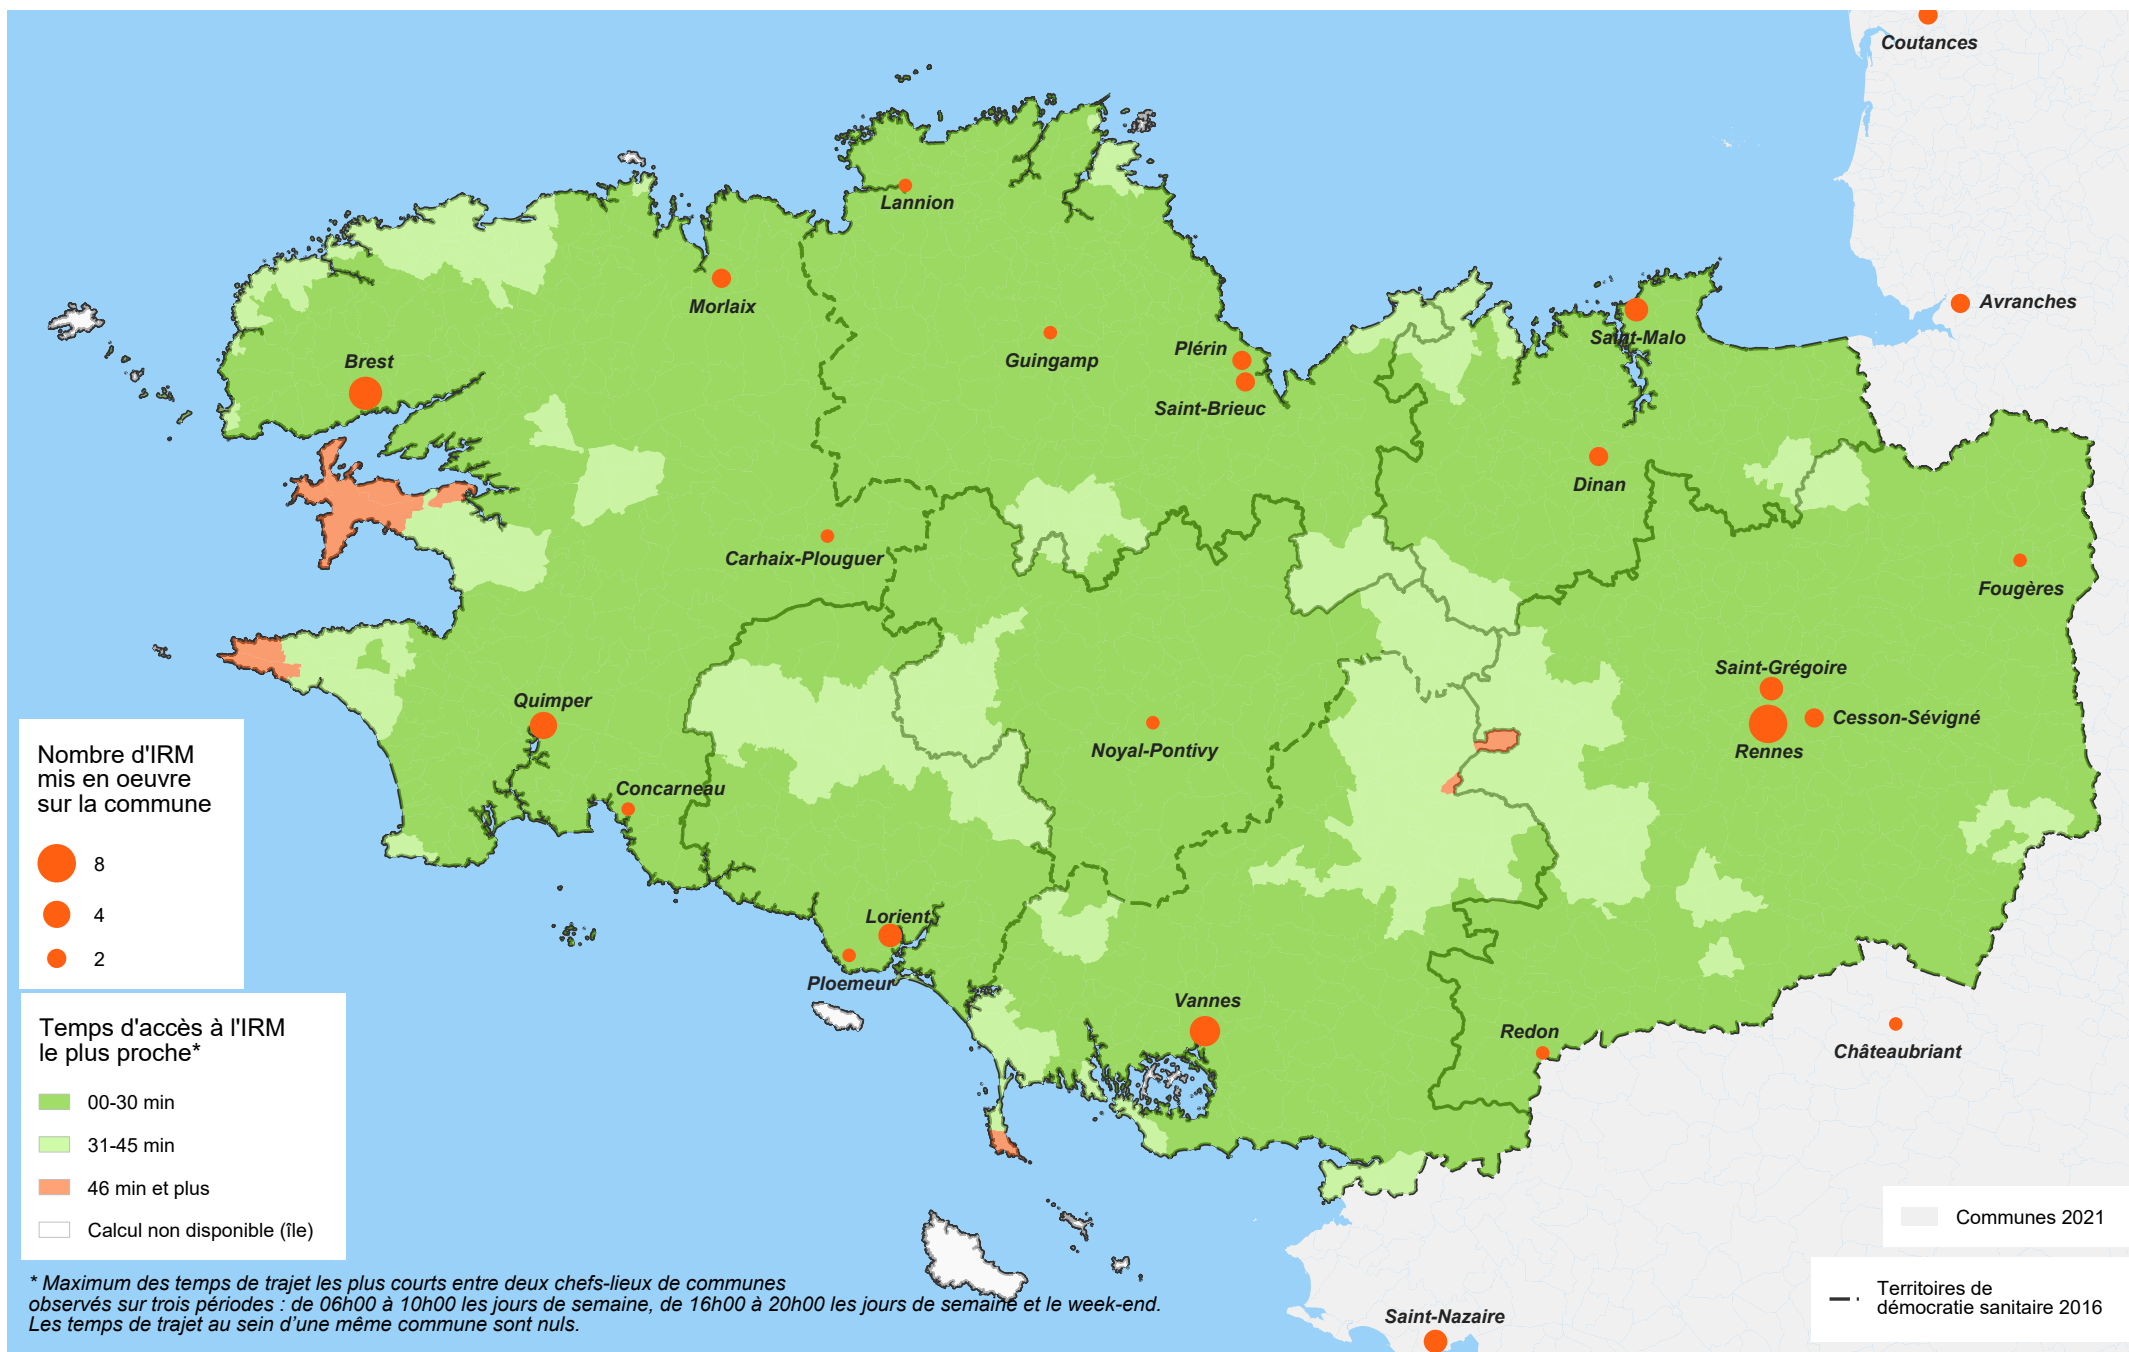 Coutances
Lannion
Morlaix
Avranches
Saint-Malo
Brest
Guingamp
Plérin
Saint-Brieuc
Dinan
Carhaix-Plouguer
Fougères
Saint-Grégoire
Quimper
Cesson-Sévigné
Noyal-Pontivy
Rennes
Concarneau
Lorient
Ploemeur
Vannes
Redon
Châteaubriant
Saint-Nazaire
Nombre d'IRM
mis en oeuvre
sur la commune
8
4
2
Temps d'accès à l'IRM
le plus proche*
00-30 min
31-45 min
46 min et plus
Calcul non disponible (île)
Communes 2021
Territoires de
démocratie sanitaire 2016
* Maximum des temps de trajet les plus courts entre deux chefs-lieux de communes
observés sur trois périodes : de 06h00 à 10h00 les jours de semaine, de 16h00 à 20h00 les jours de semaine et le week-end.
Les temps de trajet au sein d'une même commune sont nuls.